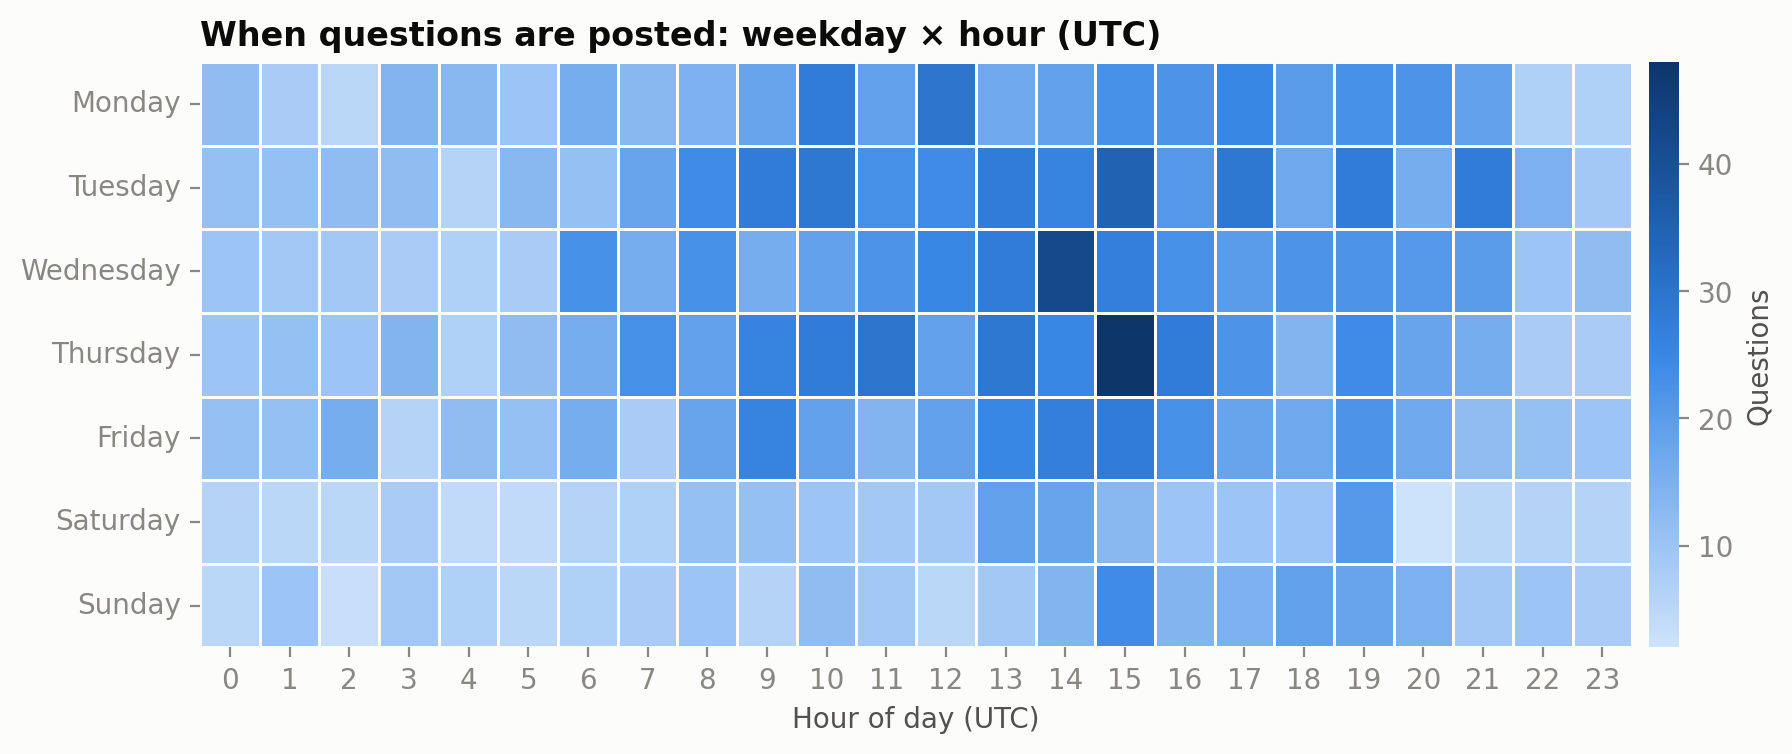 When questions are posted: weekday × hour (UTC)
Monday
Tuesday
Wednesday
Thursday
Friday
Saturday
Sunday
0 1 2 3 4 5 6 7 8 9 10 11 12 13 14 15 16 17 18 19 20 21 22 23
Hour of day (UTC)
40
30
20
10
Questions